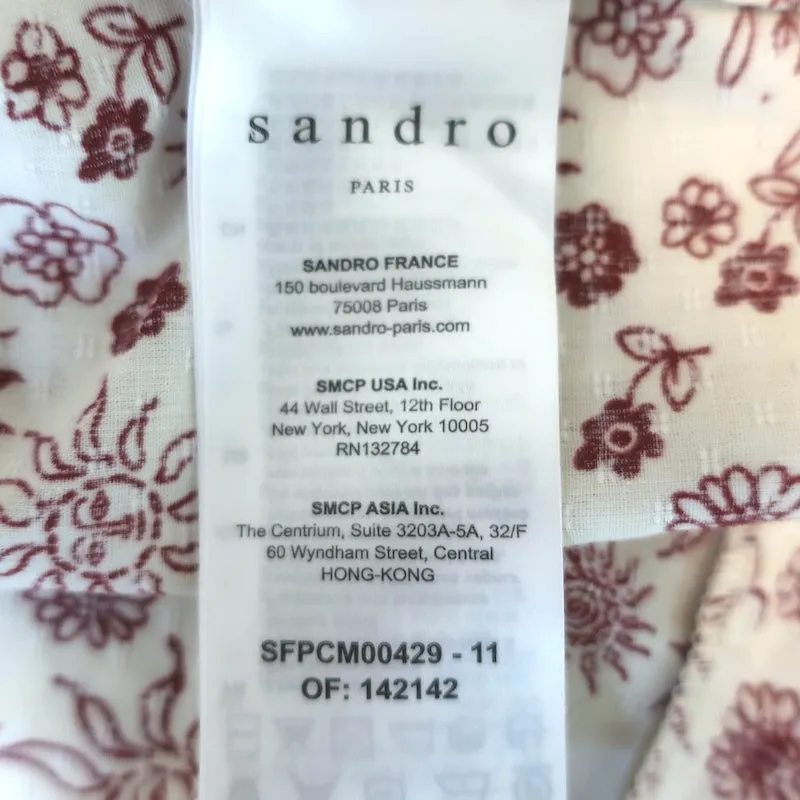 sandro
PARIS
SANDRO FRANCE
150 boulevard Haussmann
75008 Paris
www.sandro-paris.com
SMCP USA Inc.
44 Wall Street, 12th Floor
New York, New York 10005
RN132784
SMCP ASIA Inc.
The Centrium, Suite 3203A-5A, 32/F
60 Wyndham Street, Central
HONG-KONG
SFPCM00429 - 11
OF: 142142